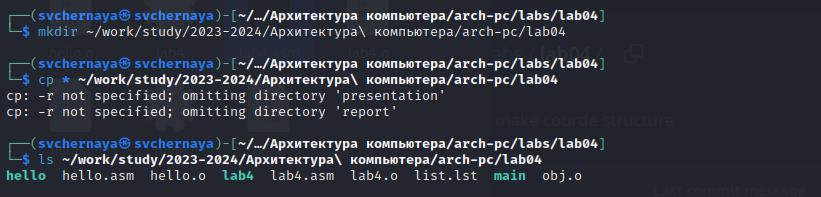 ┌──(svchernaya㉿svchernaya)-[~/…/Архитектура компьютера/arch-pc/labs/lab04]
└─$ mkdir ~/work/study/2023-2024/Архитектура\ компьютера/arch-pc/lab04
┌──(svchernaya㉿svchernaya)-[~/…/Архитектура компьютера/arch-pc/labs/lab04]
└─$ cp * ~/work/study/2023-2024/Архитектура\ компьютера/arch-pc/lab04
cp: -r not specified; omitting directory 'presentation'
cp: -r not specified; omitting directory 'report'
┌──(svchernaya㉿svchernaya)-[~/…/Архитектура компьютера/arch-pc/labs/lab04]
└─$ ls ~/work/study/2023-2024/Архитектура\ компьютера/arch-pc/lab04
hello  hello.asm  hello.o  lab4  lab4.asm  lab4.o  list.lst  main  obj.o